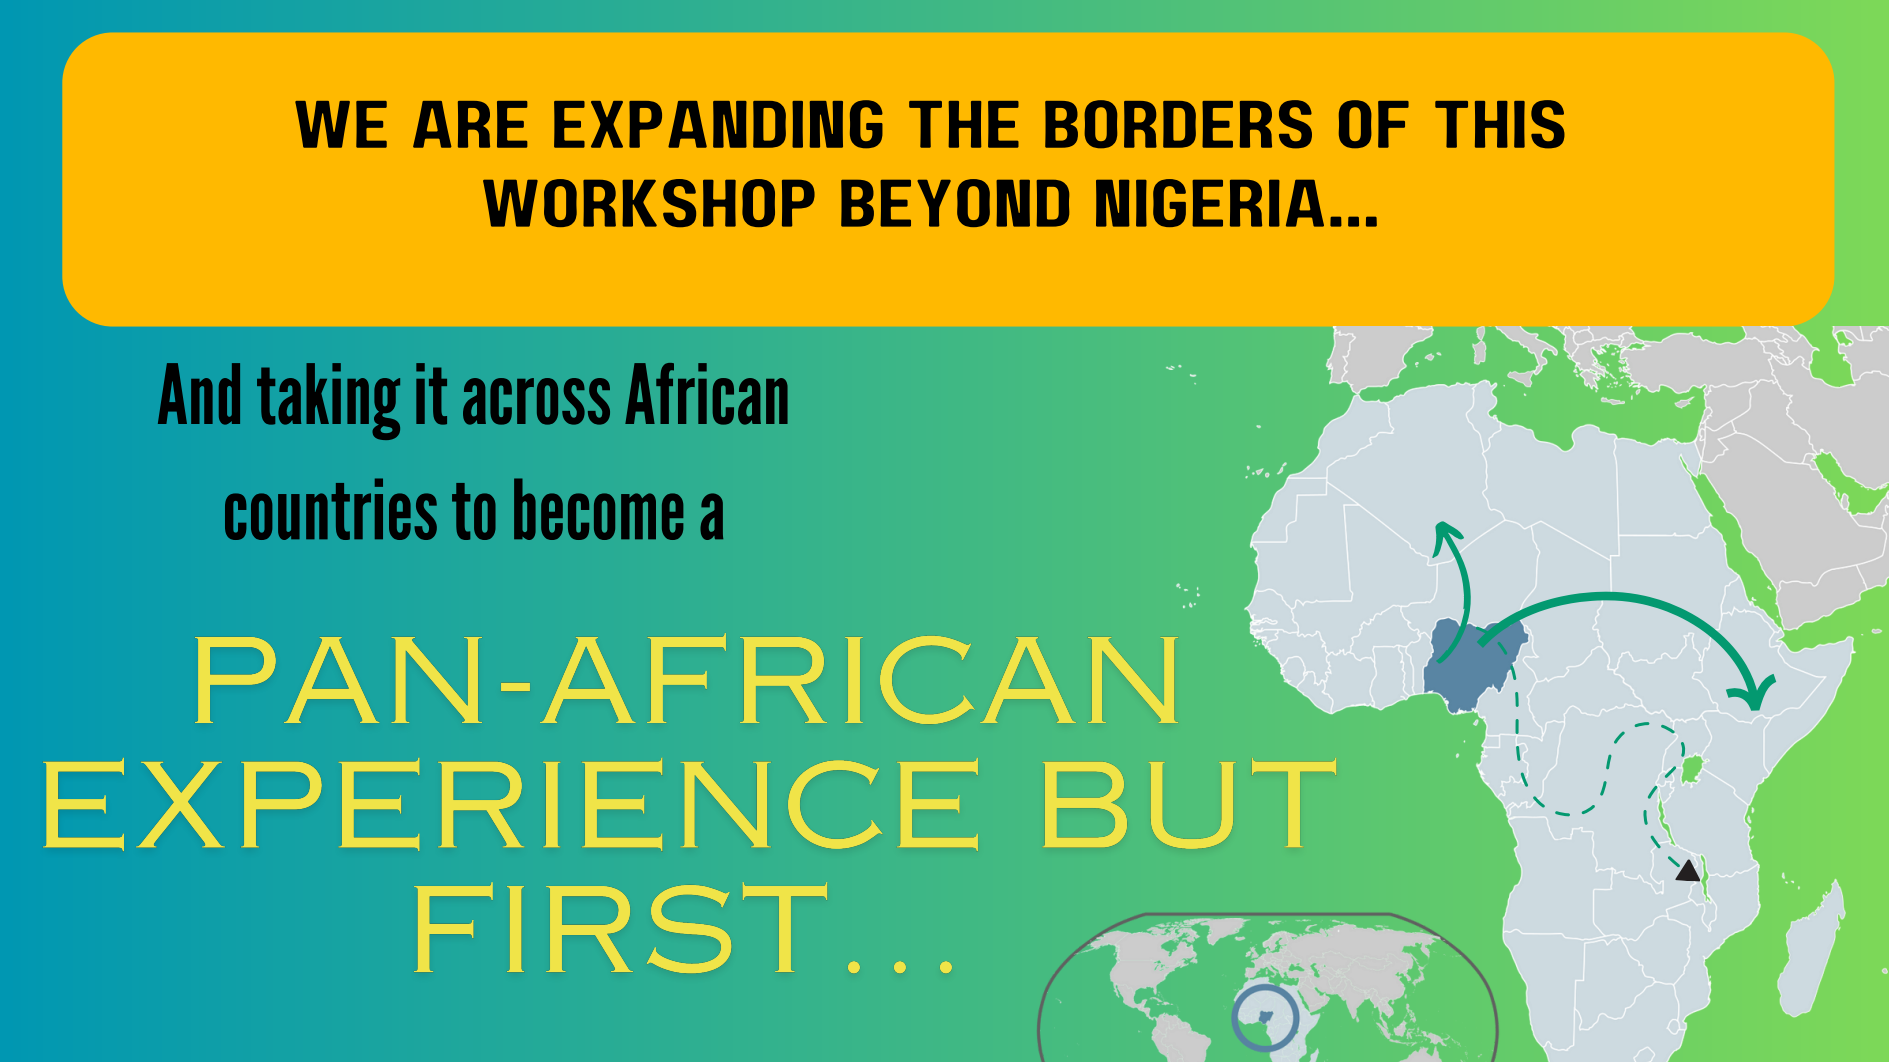 WE ARE EXPANDING THE BORDERS OF THIS
WORKSHOP BEYOND NIGERIA...
And taking it across African
countries to become a
PAN-AFRICAN
EXPERIENCE BUT
FIRST...